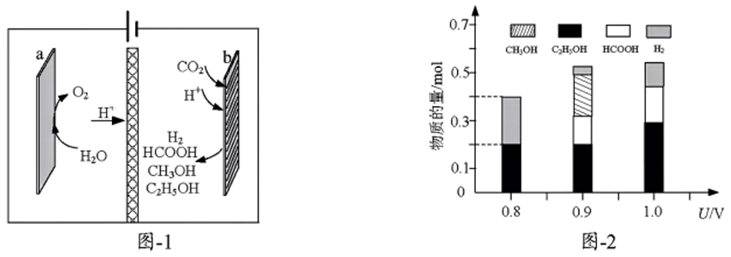 a
b
O₂
H⁺
H₂O
CO₂
H⁺
H₂
HCOOH
CH₃OH
C₂H₅OH
图-1
物质的量/mol
0.7
0.5
0.3
0.1
0
CH₃OH C₂H₅OH HCOOH H₂
0.8 0.9 1.0 U/V
图-2